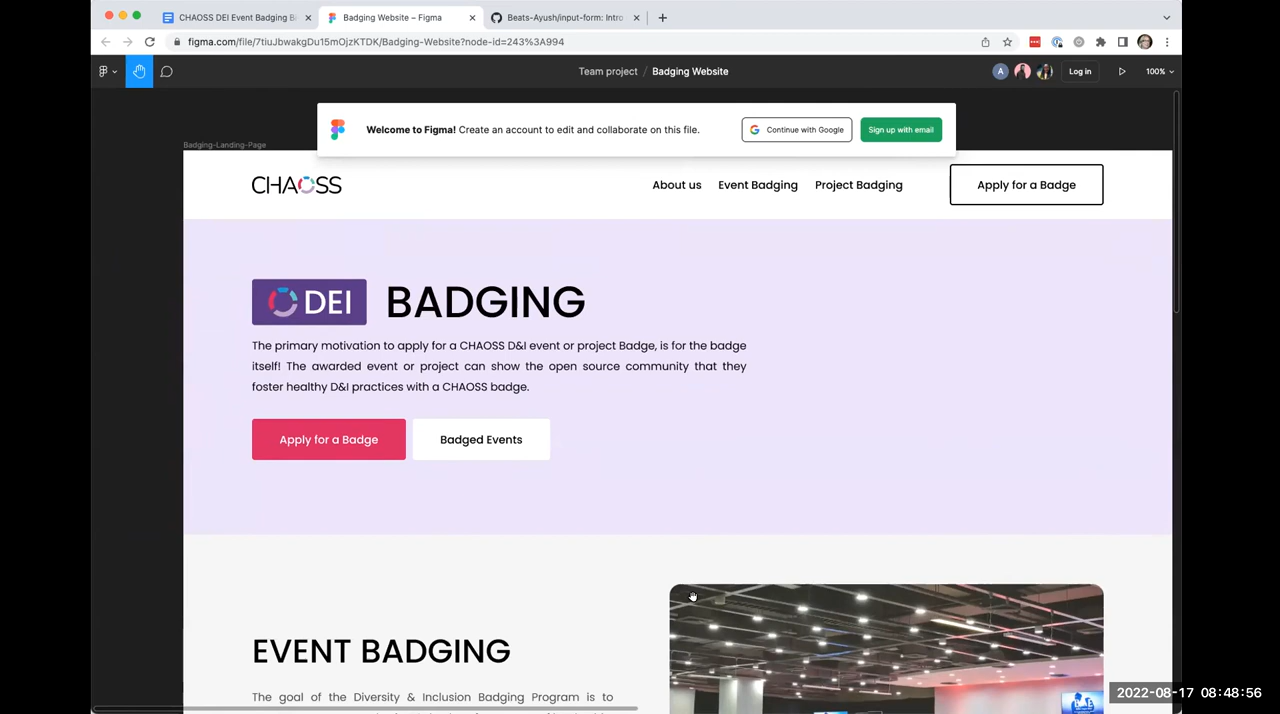 CHAOSS DEI Event Badging B
Badging Website – Figma
Beats-Ayush/input-form: Intro
figma.com/file/7tiuJbwakgDu15mOjzKTDK/Badging-Website?node-id=243%3A994
Team project / Badging Website
A
Log in
100%
Welcome to Figma! Create an account to edit and collaborate on this file.
Continue with Google
Sign up with email
Badging-Landing-Page
CHAOSS
About us
Event Badging
Project Badging
Apply for a Badge
DEI BADGING
The primary motivation to apply for a CHAOSS D&I event or project Badge, is for the badge
itself! The awarded event or project can show the open source community that they
foster healthy D&I practices with a CHAOSS badge.
Apply for a Badge
Badged Events
EVENT BADGING
The goal of the Diversity & Inclusion Badging Program is to
2022-08-17 08:48:56